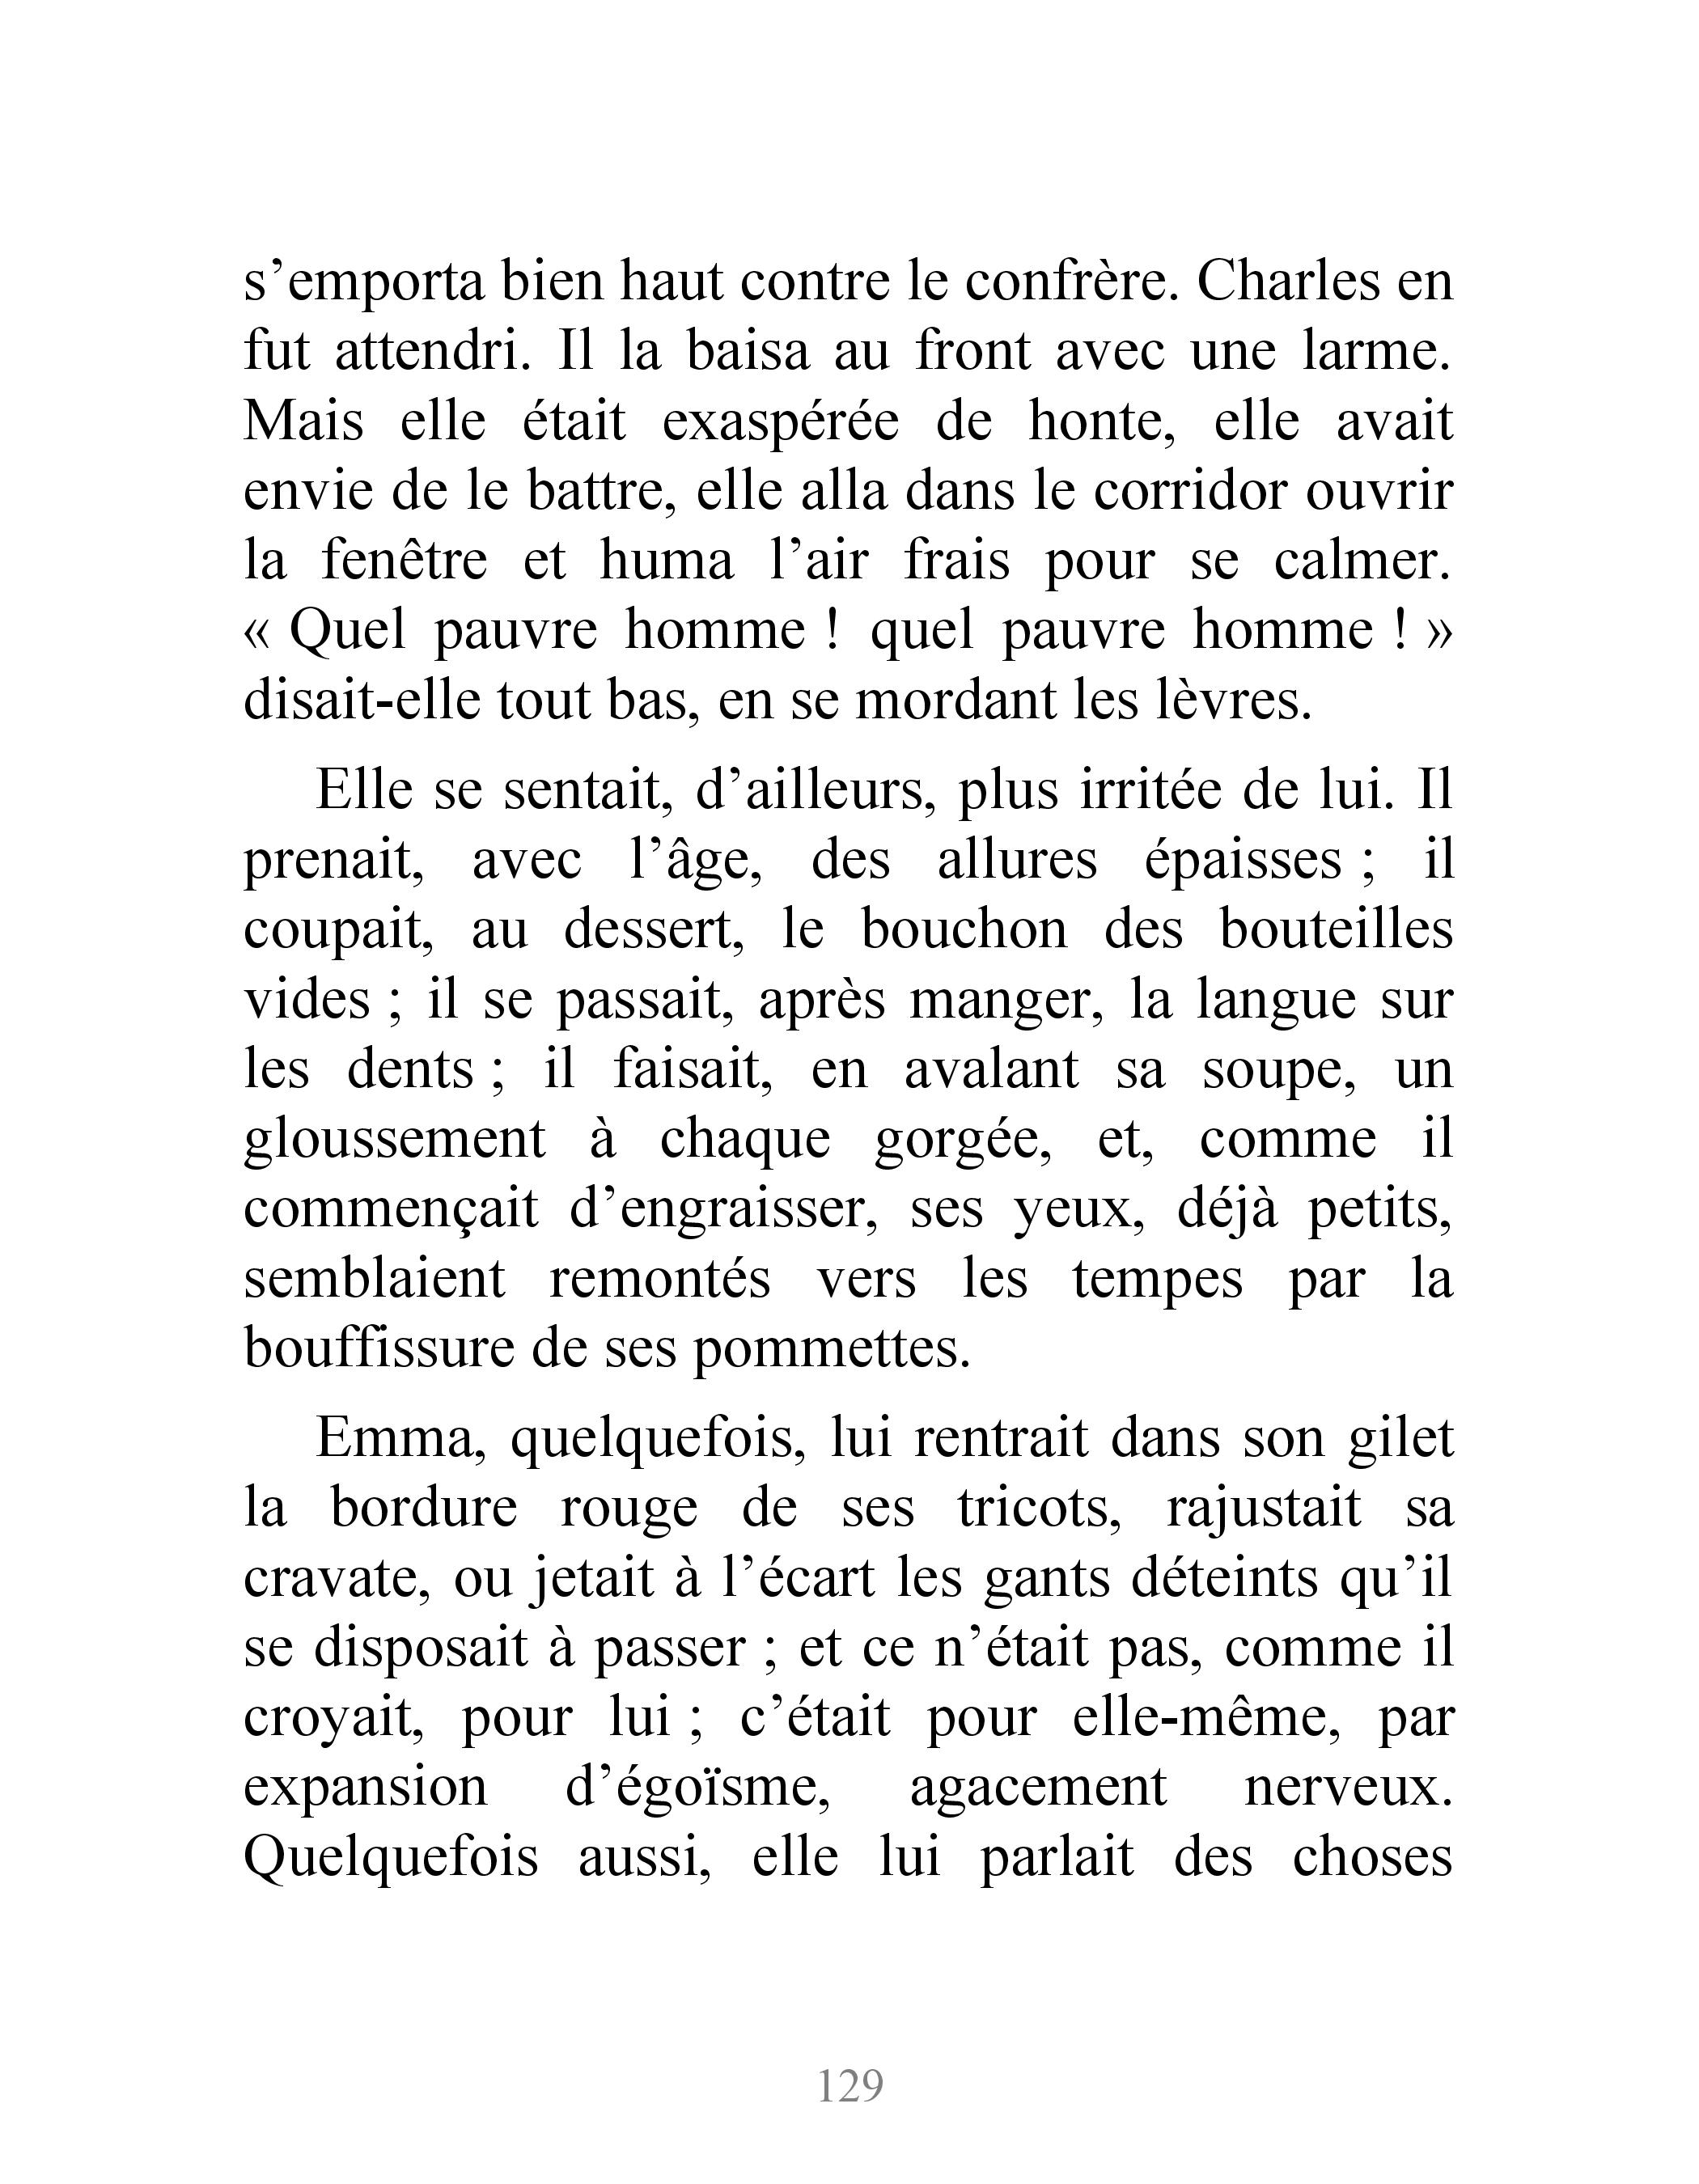 s’emporta bien haut contre le confrère. Charles en
fut attendri. Il la baisa au front avec une larme.
Mais elle était exaspérée de honte, elle avait
envie de le battre, elle alla dans le corridor ouvrir
la fenêtre et huma l’air frais pour se calmer.
« Quel pauvre homme ! quel pauvre homme ! »
disait-elle tout bas, en se mordant les lèvres.
Elle se sentait, d’ailleurs, plus irritée de lui. Il
prenait, avec l’âge, des allures épaisses ; il
coupait, au dessert, le bouchon des bouteilles
vides ; il se passait, après manger, la langue sur
les dents ; il faisait, en avalant sa soupe, un
gloussement à chaque gorgée, et, comme il
commençait d’engraisser, ses yeux, déjà petits,
semblaient remontés vers les tempes par la
bouffissure de ses pommettes.
Emma, quelquefois, lui rentrait dans son gilet
la bordure rouge de ses tricots, rajustait sa
cravate, ou jetait à l’écart les gants déteints qu’il
se disposait à passer ; et ce n’était pas, comme il
croyait, pour lui ; c’était pour elle-même, par
expansion d’égoïsme, agacement nerveux.
Quelquefois aussi, elle lui parlait des choses
129